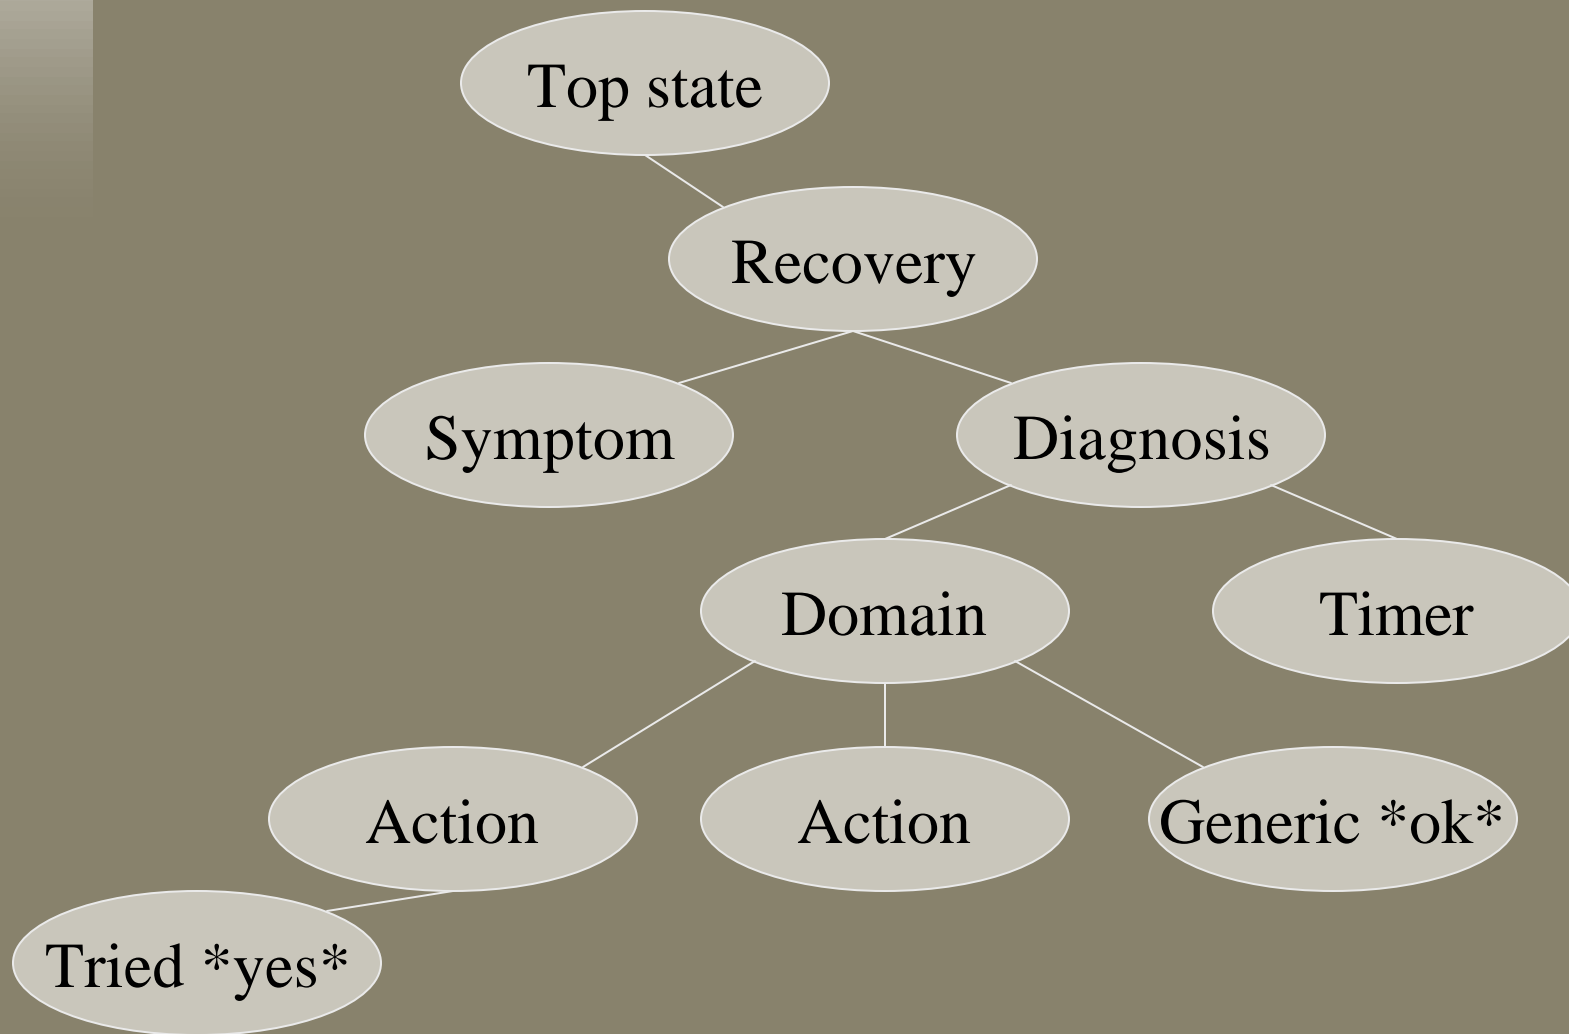 Top state
Recovery
Symptom
Diagnosis
Domain
Timer
Action
Action
Generic *ok*
Tried *yes*